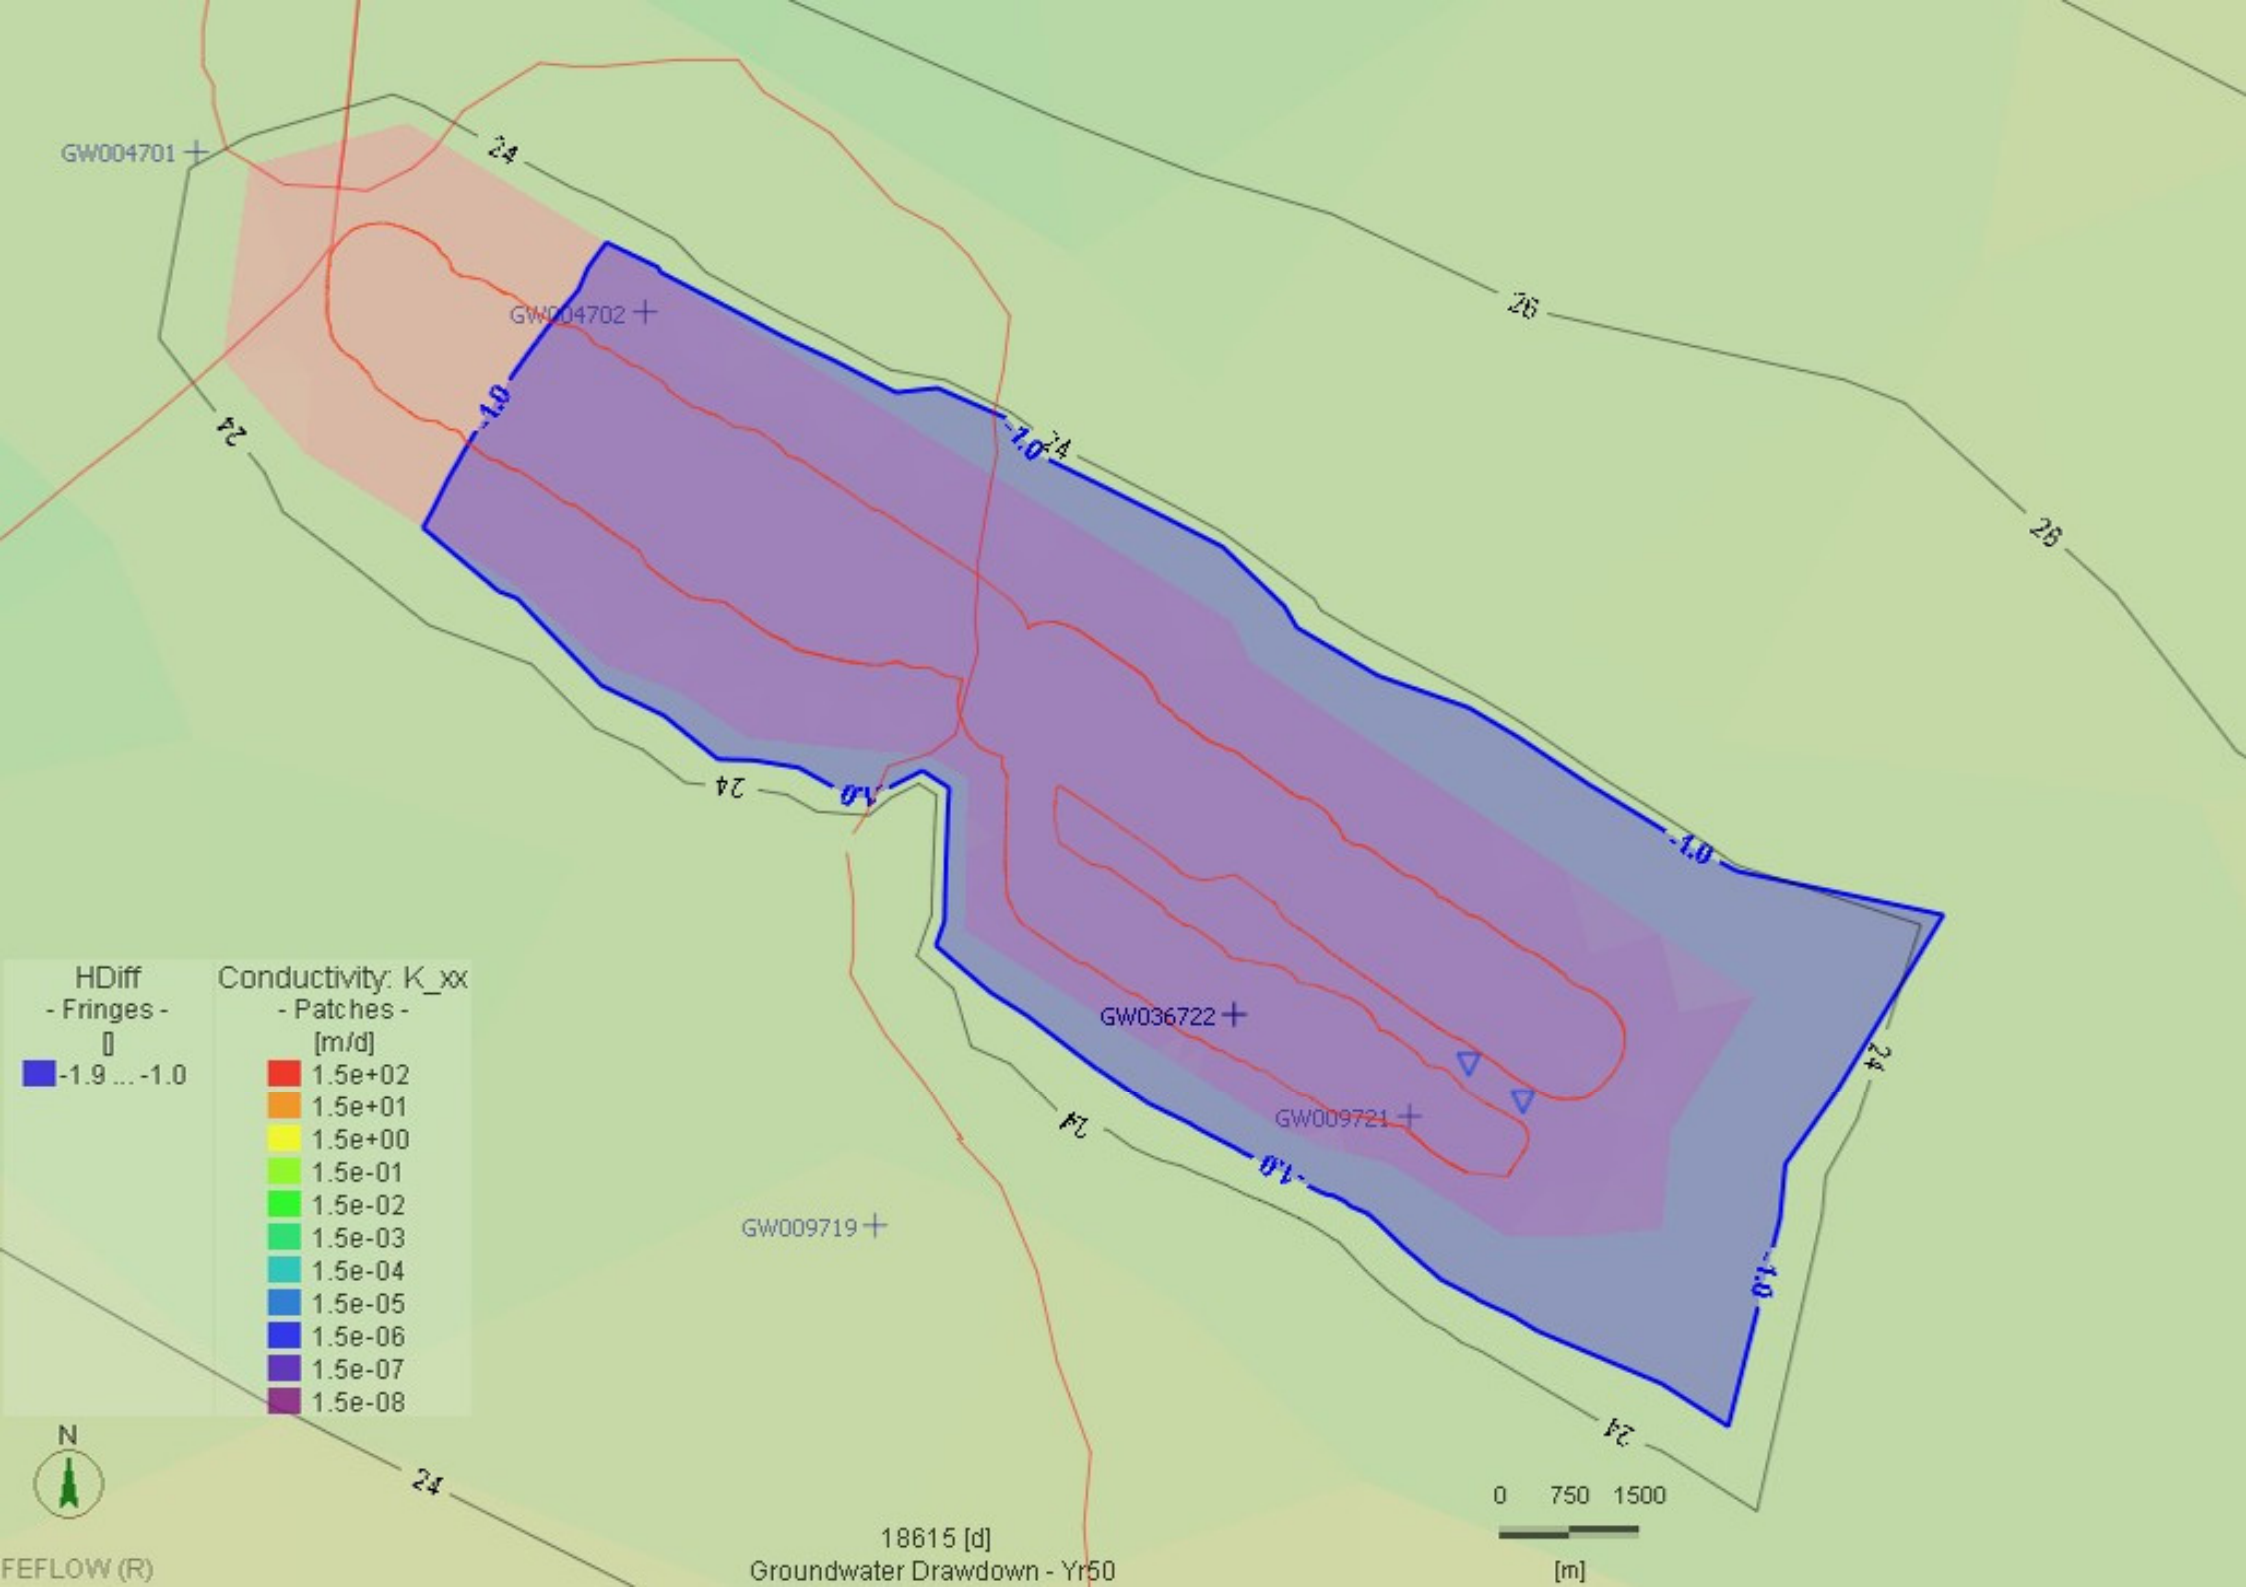 24
GW004701
GW004702
26
-1.0
24
-1.0
24
28
24
-1.0
-1.0
GW036722
24
24
GW009721
-1.0
GW009719
-1.0
24
24
HDiff
- Fringes -
[]
-1.9 ... -1.0
Conductivity: K_xx
- Patches -
[m/d]
1.5e+02
1.5e+01
1.5e+00
1.5e-01
1.5e-02
1.5e-03
1.5e-04
1.5e-05
1.5e-06
1.5e-07
1.5e-08
N
FEFLOW (R)
18615 [d]
Groundwater Drawdown - Yr50
0 750 1500
[m]